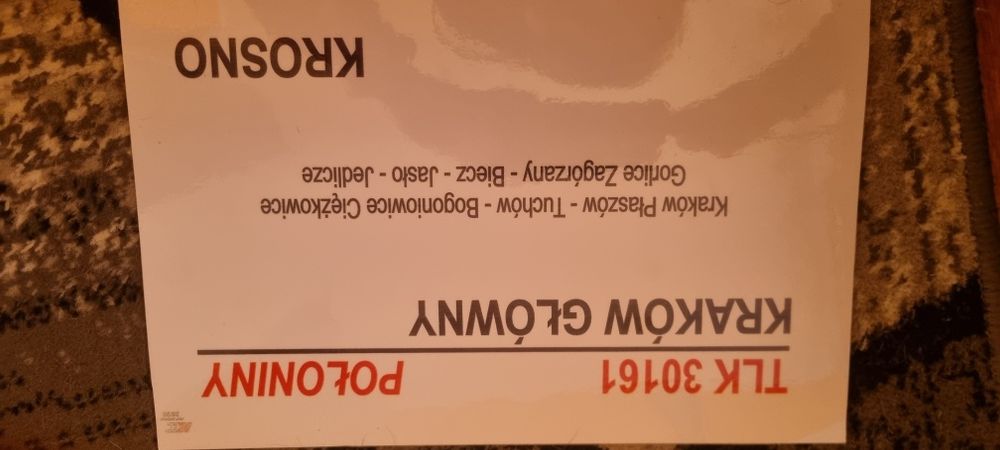 TLK 30161 POŁONINY
KRAKÓW GŁÓWNY
Kraków Płaszów - Tuchów - Bogoniowice Ciężkowice
Gorlice Zagórzany - Biecz - Jasło - Jedlicze
KROSNO